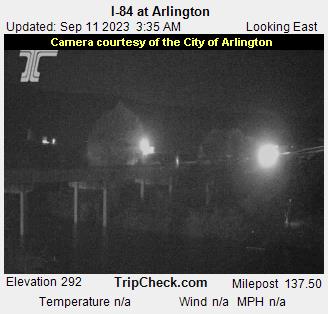 I-84 at Arlington
Updated: Sep 11 2023 3:35 AM Looking East
Camera courtesy of the City of Arlington
Elevation 292 TripCheck.com Milepost 137.50
Temperature n/a Wind n/a MPH n/a